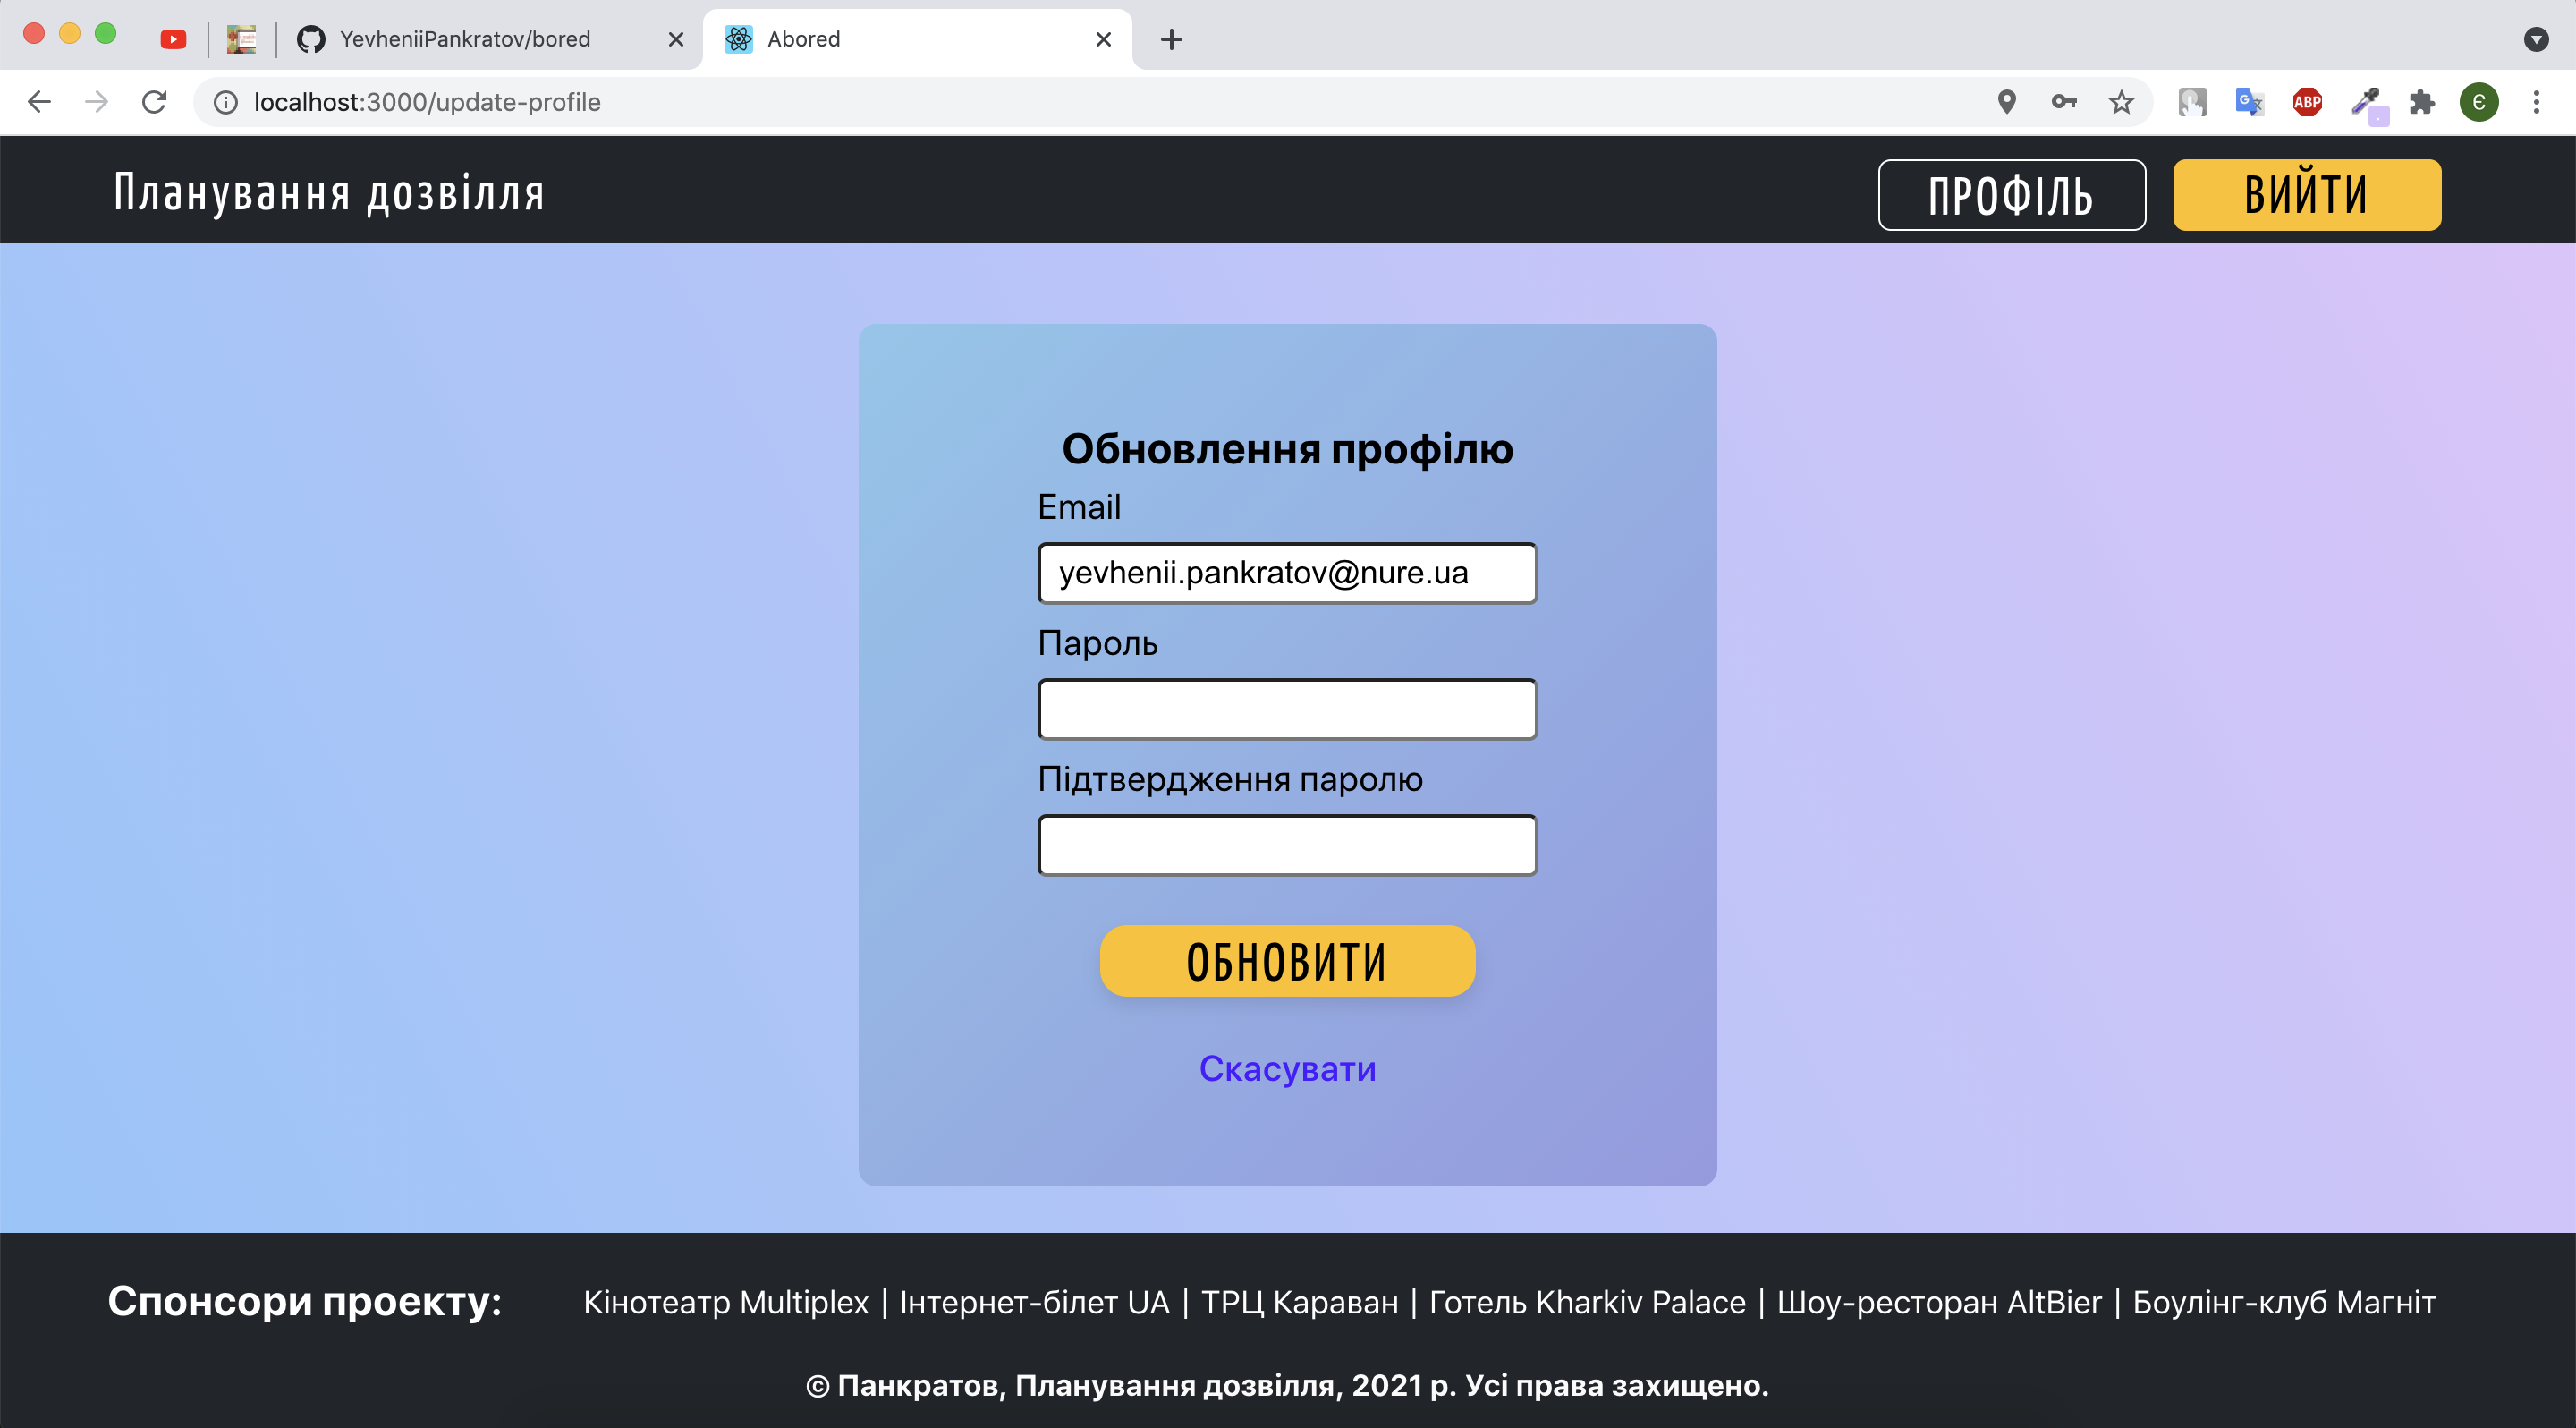 YevheniiPankratov/bored
Abored
localhost:3000/update-profile
ABP
Є
Планування дозвілля
ПРОФІЛЬ
ВИЙТИ
Обновлення профілю
Email
yevhenii.pankratov@nure.ua
Пароль
Підтвердження паролю
ОБНОВИТИ
Скасувати
Спонсори проекту:
Кінотеатр Multiplex | Інтернет-білет UA | ТРЦ Караван | Готель Kharkiv Palace | Шоу-ресторан AltBier | Боулінг-клуб Магніт
© Панкратов, Планування дозвілля, 2021 р. Усі права захищено.